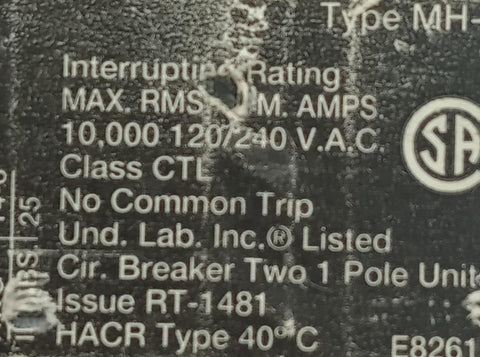 Type MH-
Interrupting Rating
MAX. RMS M. AMPS.
10,000 120/240 V.A.C.
Class CTL
No Common Trip
Und. Lab. Inc.® Listed
Cir. Breaker Two 1 Pole Unit
Issue RT-1481
HACR Type 40°C
E8261
SA
25